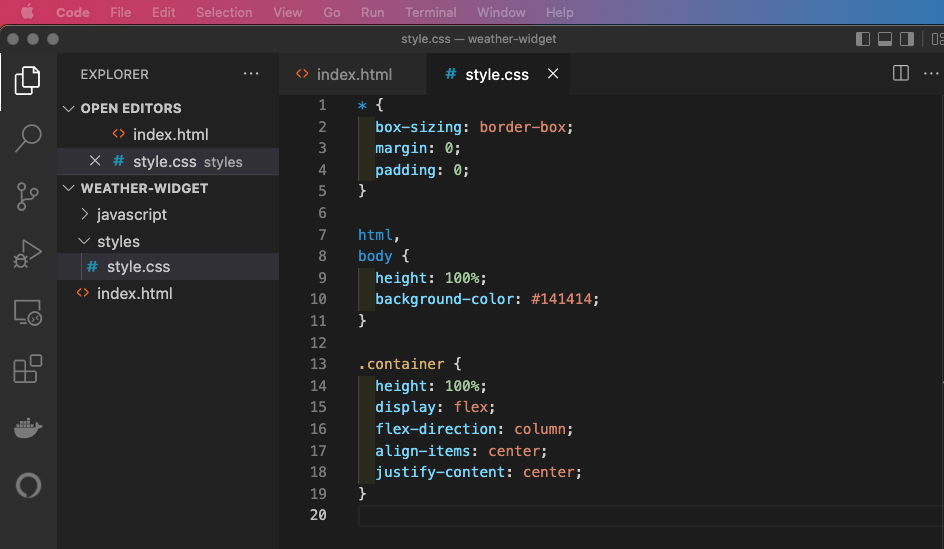 Code File Edit Selection View Go Run Terminal Window Help
style.css — weather-widget
EXPLORER ...
OPEN EDITORS
<> index.html
# style.css styles
WEATHER-WIDGET
javascript
styles
# style.css
<> index.html
<> index.html # style.css
1 * {
2   box-sizing: border-box;
3   margin: 0;
4   padding: 0;
5 }
6
7 html,
8 body {
9   height: 100%;
10   background-color: #141414;
11 }
12
13 .container {
14   height: 100%;
15   display: flex;
16   flex-direction: column;
17   align-items: center;
18   justify-content: center;
19 }
20